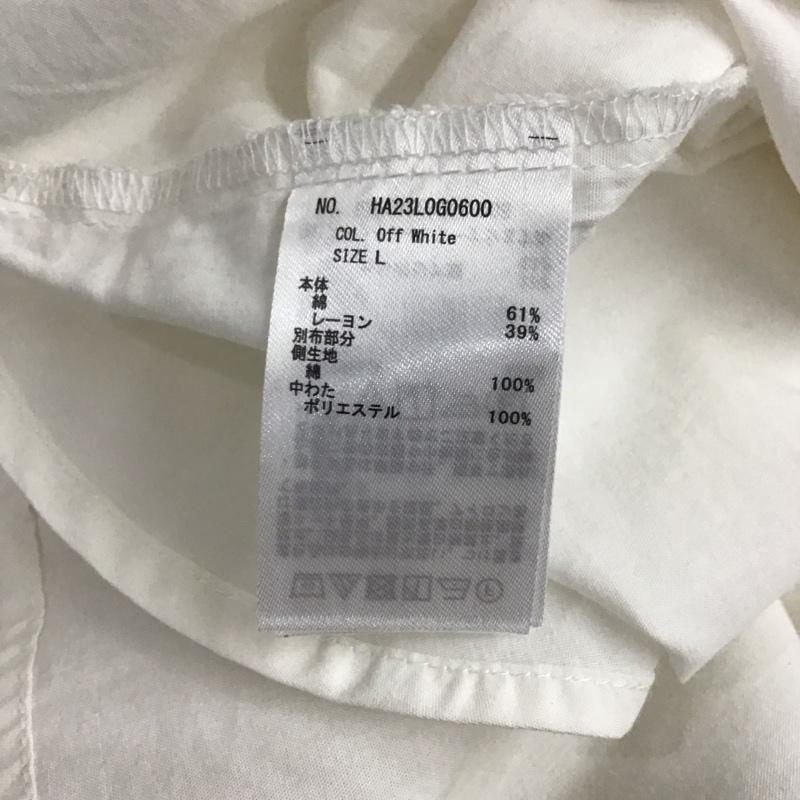 NO. HA23L0G0600
COL. Off White
SIZE L
本体
綿 61%
レーヨン 39%
別布部分
側生地
綿 100%
中わた
ポリエステル 100%